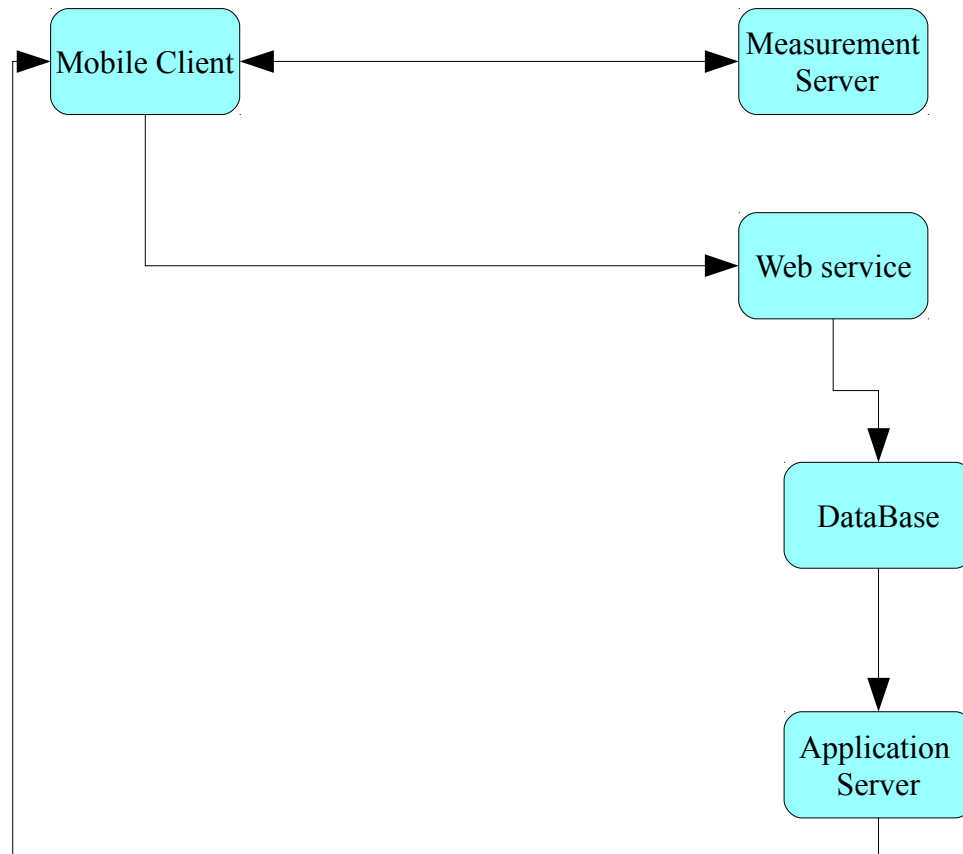 Mobile Client
Measurement
Server
Web service
DataBase
Application
Server